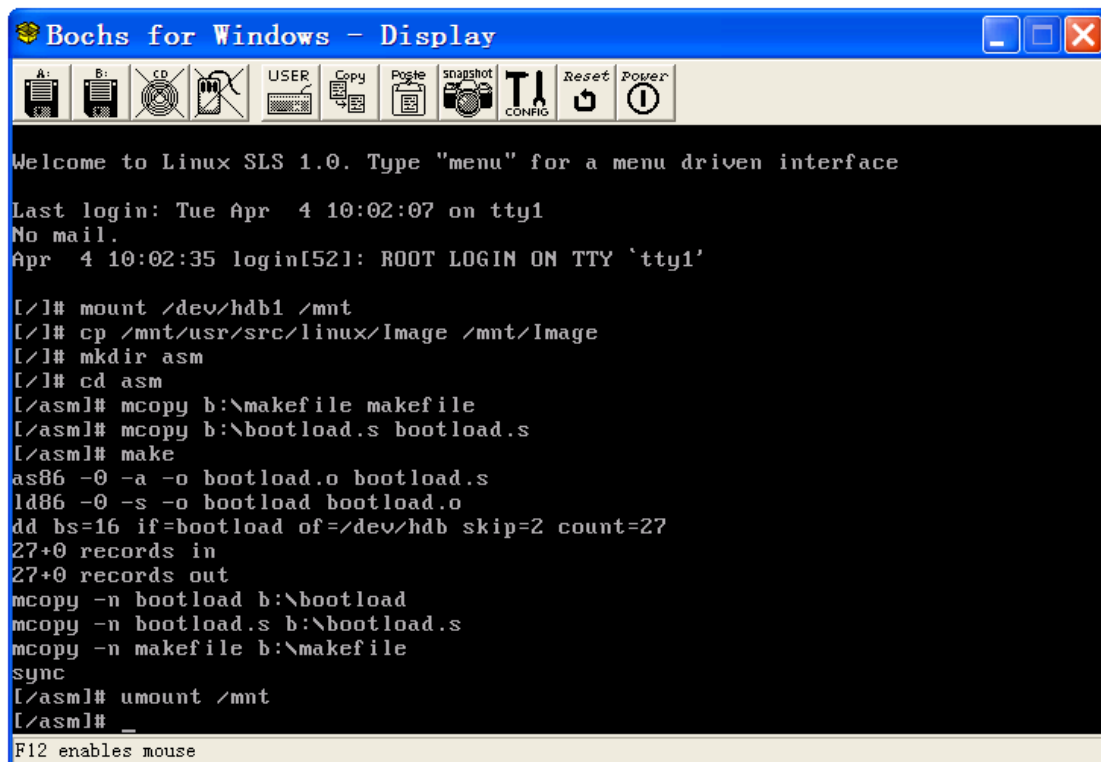 Bochs for Windows - Display
A: B: CD USER Copy Paste snapshot CONFIG Reset Power
Welcome to Linux SLS 1.0. Type "menu" for a menu driven interface
Last login: Tue Apr  4 10:02:07 on tty1
No mail.
Apr  4 10:02:35 login[52]: ROOT LOGIN ON TTY `tty1'
[/]# mount /dev/hdb1 /mnt
[/]# cp /mnt/usr/src/linux/Image /mnt/Image
[/]# mkdir asm
[/]# cd asm
[/asm]# mcopy b:\makefile makefile
[/asm]# mcopy b:\bootload.s bootload.s
[/asm]# make
as86 -0 -a -o bootload.o bootload.s
ld86 -0 -s -o bootload bootload.o
dd bs=16 if=bootload of=/dev/hdb skip=2 count=27
27+0 records in
27+0 records out
mcopy -n bootload b:\bootload
mcopy -n bootload.s b:\bootload.s
mcopy -n makefile b:\makefile
sync
[/asm]# umount /mnt
[/asm]# _
F12 enables mouse